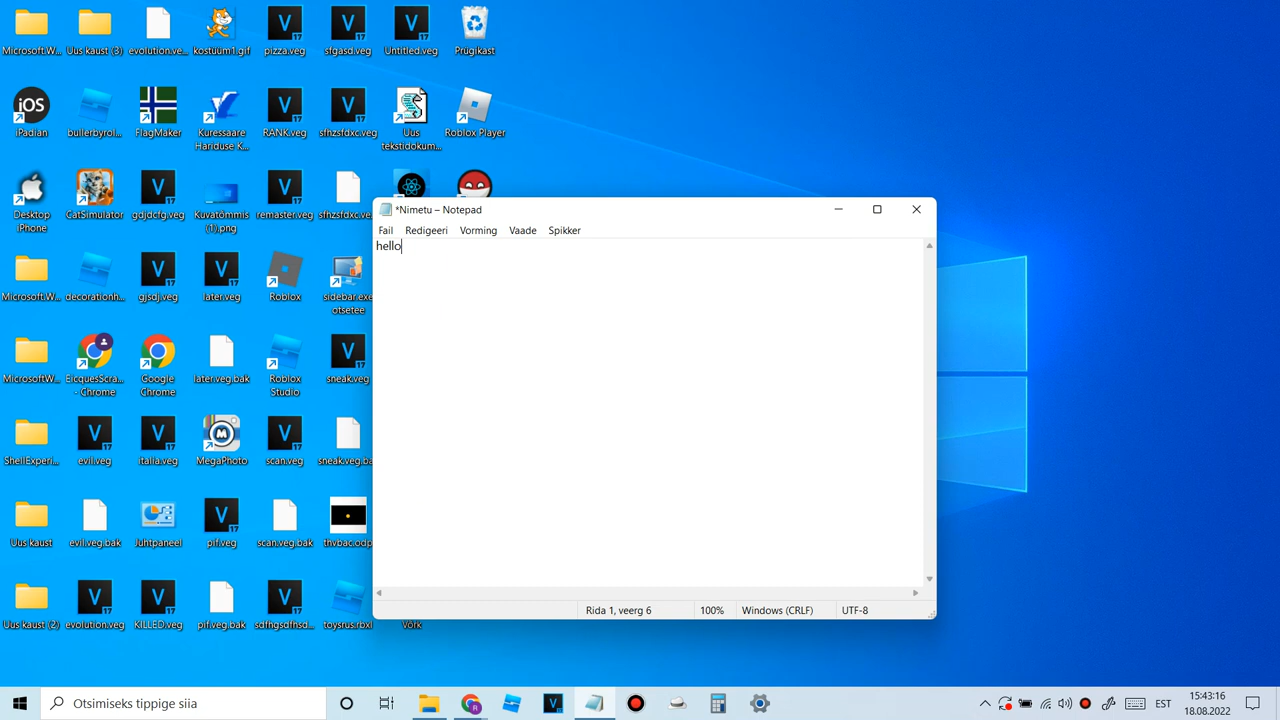 Microsoft.W...
Uus kaust (3)
evolution.ve...
kostüüm1.gif
pizza.veg
sfgasd.veg
Untitled.veg
Prügikast
iPadian
builerbyrol...
FlagMaker
Kuressaare
Hariduse K...
RANK.veg
sfhzsfdxc.veg
Uus
tekstidokum...
Roblox Player
Desktop
iPhone
CatSimulator
gdjdcfg.veg
Kuvatõmmis
(1).png
remaster.veg
sfhzsfdxc.ve
Microsoft.W...
decorationh...
gjsdj.veg
later.veg
Roblox
sidebar.exe
otsetee
MicrosoftW...
EicquesScra...
- Chrome
Google
Chrome
later.veg.bak
Roblox
Studio
sneak.veg
ShellExperi...
evil.veg
itaila.veg
MegaPhoto
scan.veg
sneak.veg.ba
Uus kaust
evil.veg.bak
Juhtpaneel
pif.veg
scan.veg.bak
thvbac.odp
Uus kaust (2)
evolution.veg
KILLED.veg
pif.veg.bak
sdfhgsdfhsd...
toysrus.rbxl
Võrk
*Nimetu – Notepad
Fail Redigeeri Vorming Vaade Spikker
hello
Rida 1, veerg 6 100% Windows (CRLF) UTF-8
Otsimiseks tippige siia
EST
15:43:16
18.08.2022